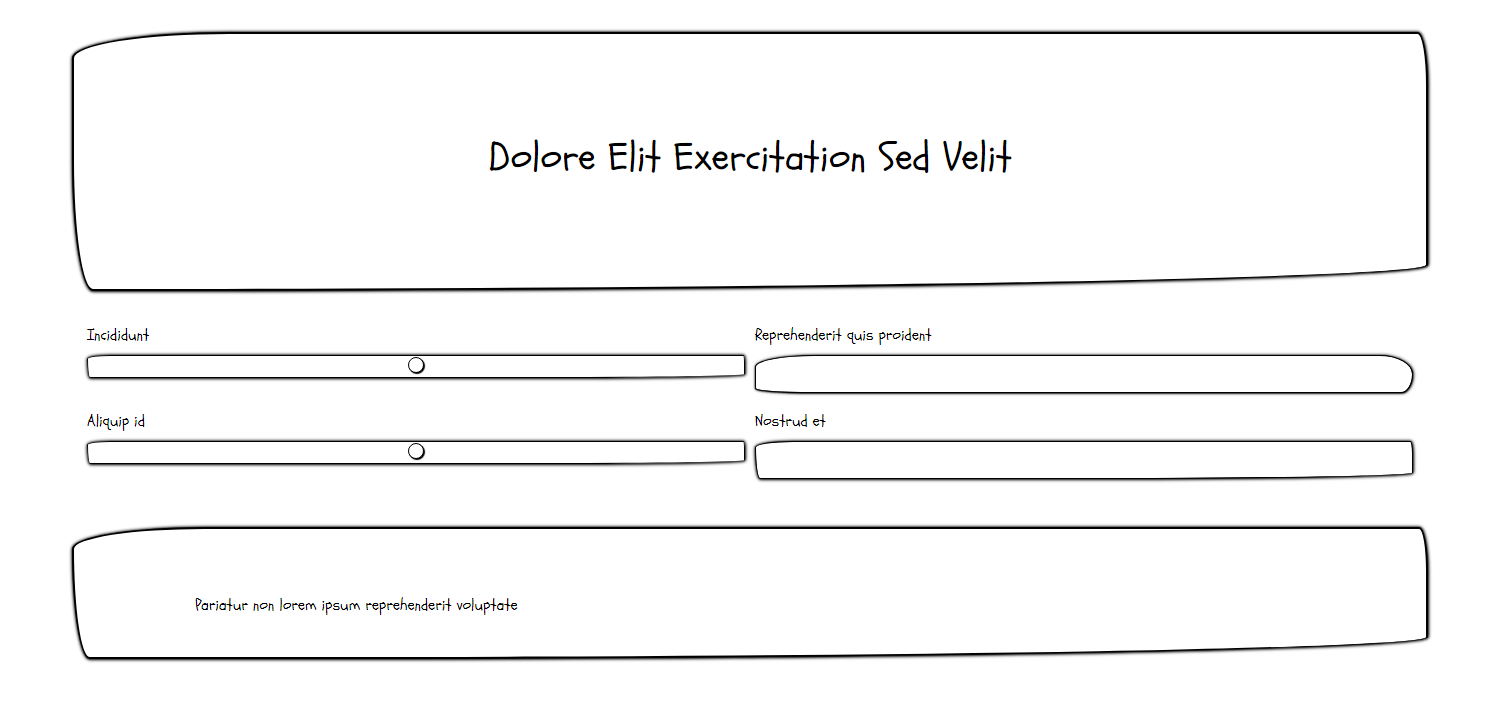 Dolore Elit Exercitation Sed Velit
Incididunt
Reprehenderit quis proident
Aliquip id
Nostrud et
Pariatur non lorem ipsum reprehenderit voluptate